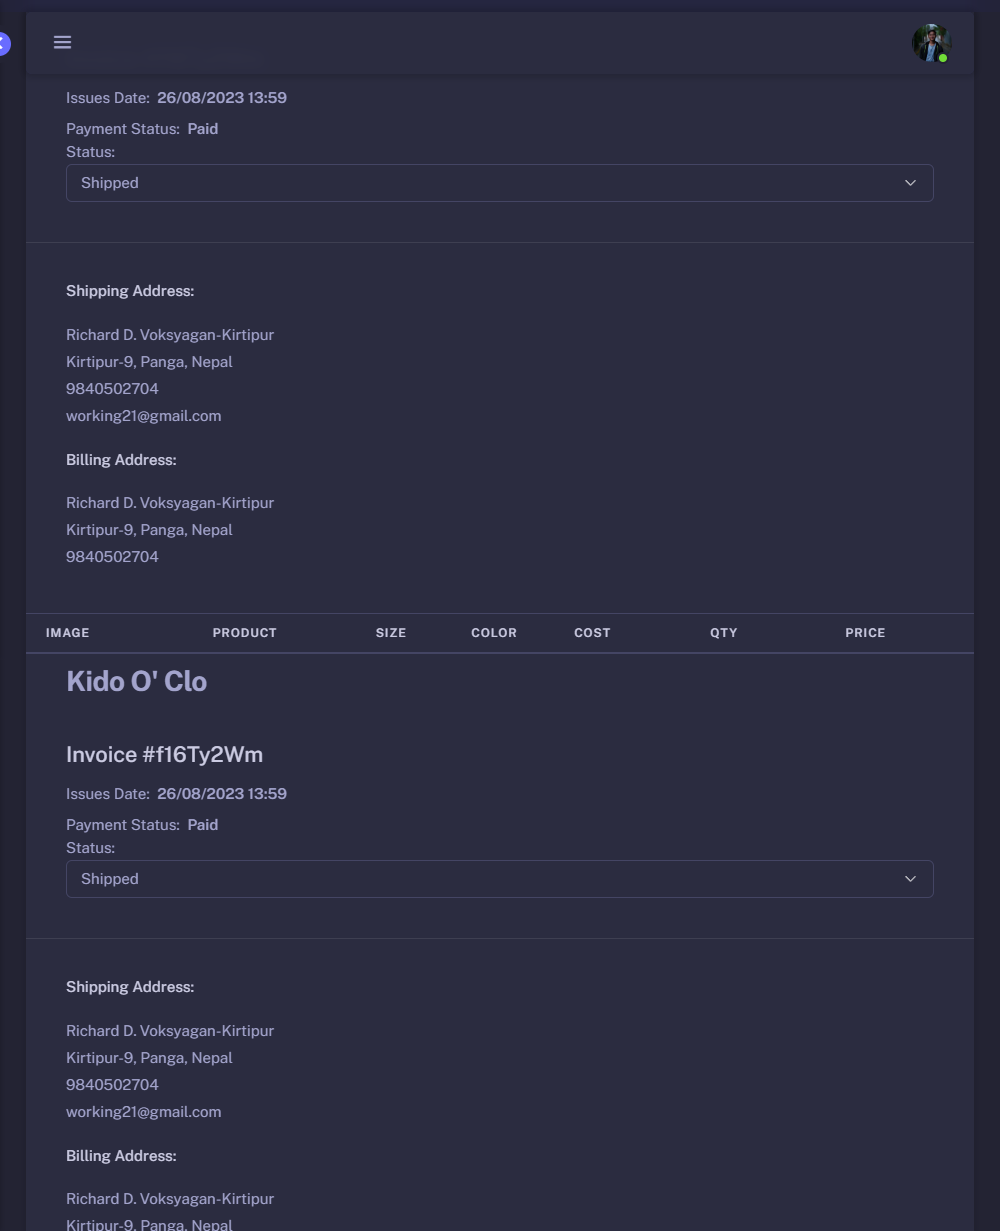 Issues Date: 26/08/2023 13:59
Payment Status: Paid
Status:
Shipped
Shipping Address:
Richard D. Voksyagan-Kirtipur
Kirtipur-9, Panga, Nepal
9840502704
working21@gmail.com
Billing Address:
Richard D. Voksyagan-Kirtipur
Kirtipur-9, Panga, Nepal
9840502704
IMAGE PRODUCT SIZE COLOR COST QTY PRICE
Kido O' Clo
Invoice #f16Ty2Wm
Issues Date: 26/08/2023 13:59
Payment Status: Paid
Status:
Shipped
Shipping Address:
Richard D. Voksyagan-Kirtipur
Kirtipur-9, Panga, Nepal
9840502704
working21@gmail.com
Billing Address:
Richard D. Voksyagan-Kirtipur
Kirtipur-9, Panga, Nepal